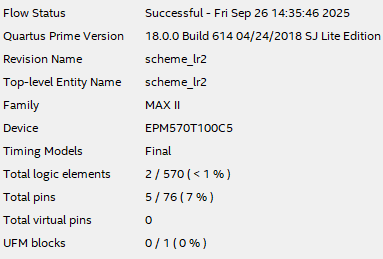 Flow Status Successful - Fri Sep 26 14:35:46 2025
Quartus Prime Version 18.0.0 Build 614 04/24/2018 SJ Lite Edition
Revision Name scheme_lr2
Top-level Entity Name scheme_lr2
Family MAX II
Device EPM570T100C5
Timing Models Final
Total logic elements 2 / 570 ( < 1 % )
Total pins 5 / 76 ( 7 % )
Total virtual pins 0
UFM blocks 0 / 1 ( 0 % )